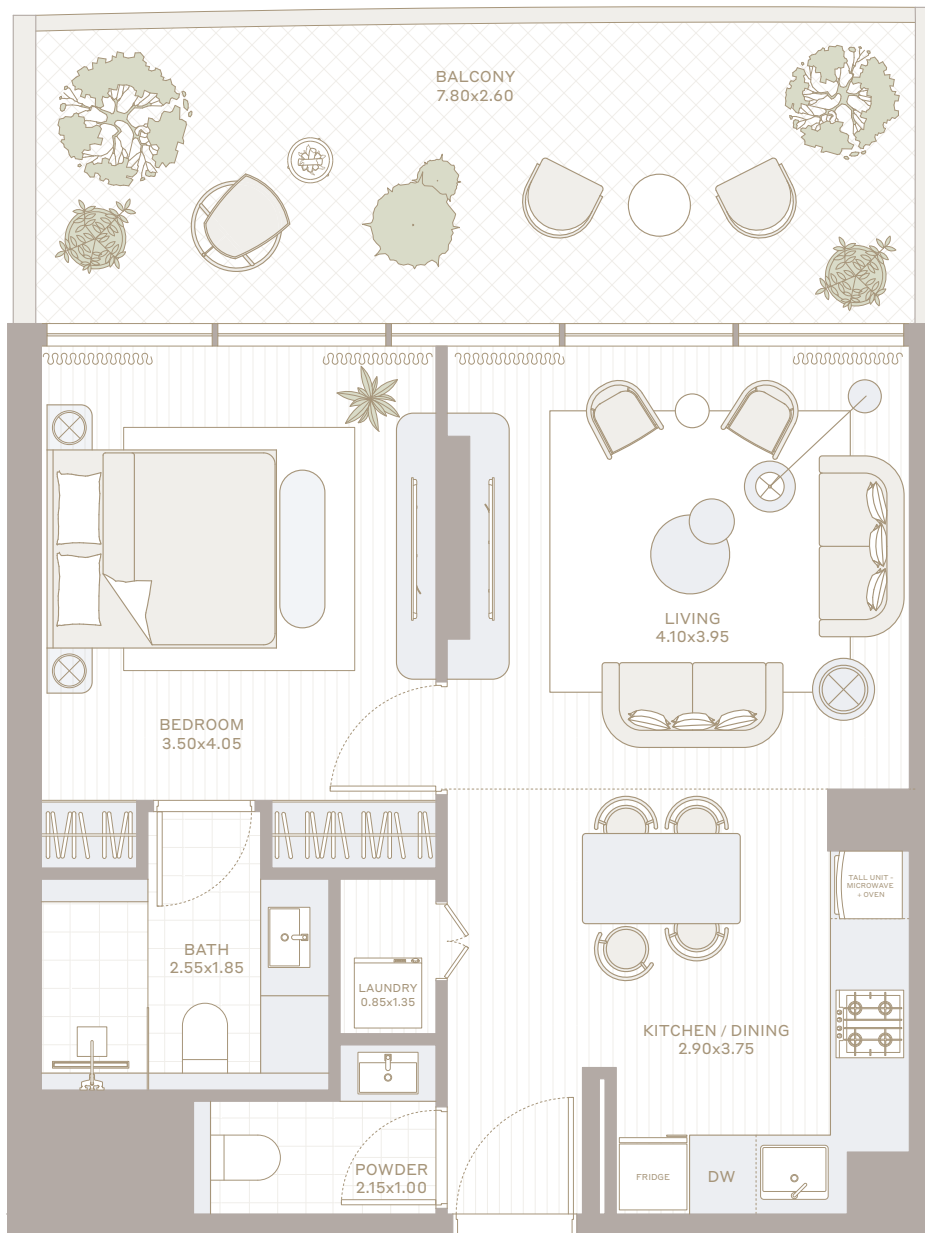 BALCONY
7.80x2.60
LIVING
4.10x3.95
BEDROOM
3.50x4.05
TALL UNIT -
MICROWAVE
+ OVEN
BATH
2.55x1.85
LAUNDRY
0.85x1.35
KITCHEN / DINING
2.90x3.75
POWDER
2.15x1.00
FRIDGE
DW